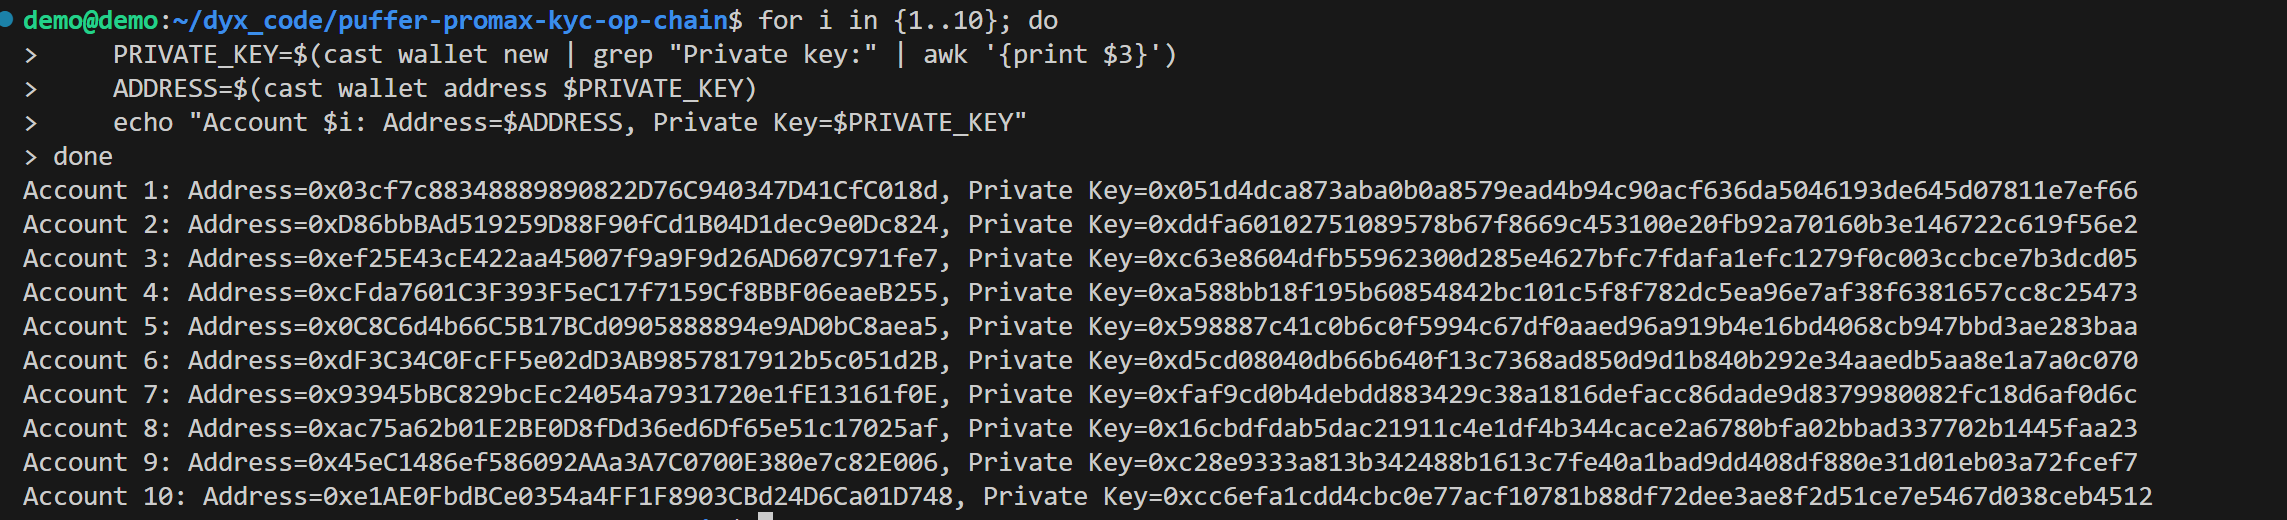 demo@demo:~/dyx_code/puffer-promax-kyc-op-chain$ for i in {1..10}; do
>     PRIVATE_KEY=$(cast wallet new | grep "Private key:" | awk '{print $3}')
>     ADDRESS=$(cast wallet address $PRIVATE_KEY)
>     echo "Account $i: Address=$ADDRESS, Private Key=$PRIVATE_KEY"
> done
Account 1: Address=0x03cf7c88348889890822D76C940347D41CfC018d, Private Key=0x051d4dca873aba0b0a8579ead4b94c90acf636da5046193de645d07811e7ef66
Account 2: Address=0xD86bbBAd519259D88F90fCd1B04D1dec9e0Dc824, Private Key=0xddfa60102751089578b67f8669c453100e20fb92a70160b3e146722c619f56e2
Account 3: Address=0xef25E43cE422aa45007f9a9F9d26AD607C971fe7, Private Key=0xc63e8604dfb55962300d285e4627bfc7fdafa1efc1279f0c003ccbce7b3dcd05
Account 4: Address=0xcFda7601C3F393F5eC17f7159Cf8BBF06eaeB255, Private Key=0xa588bb18f195b60854842bc101c5f8f782dc5ea96e7af38f6381657cc8c25473
Account 5: Address=0x0C8C6d4b66C5B17BCd0905888894e9AD0bC8aea5, Private Key=0x598887c41c0b6c0f5994c67df0aaed96a919b4e16bd4068cb947bbd3ae283baa
Account 6: Address=0xdF3C34C0FcFF5e02dD3AB9857817912b5c051d2B, Private Key=0xd5cd08040db66b640f13c7368ad850d9d1b840b292e34aaedb5aa8e1a7a0c070
Account 7: Address=0x93945bBC829bcEc24054a7931720e1fE13161f0E, Private Key=0xfaf9cd0b4debdd883429c38a1816defacc86dade9d8379980082fc18d6af0d6c
Account 8: Address=0xac75a62b01E2BE0D8fDd36ed6Df65e51c17025af, Private Key=0x16cbdfdab5dac21911c4e1df4b344cace2a6780bfa02bbad337702b1445faa23
Account 9: Address=0x45eC1486ef586092AAa3A7C0700E380e7c82E006, Private Key=0xc28e9333a813b342488b1613c7fe40a1bad9dd408df880e31d01eb03a72fcef7
Account 10: Address=0xe1AE0FbdBCe0354a4FF1F8903CBd24D6Ca01D748, Private Key=0xcc6efa1cdd4cbc0e77acf10781b88df72dee3ae8f2d51ce7e5467d038ceb4512